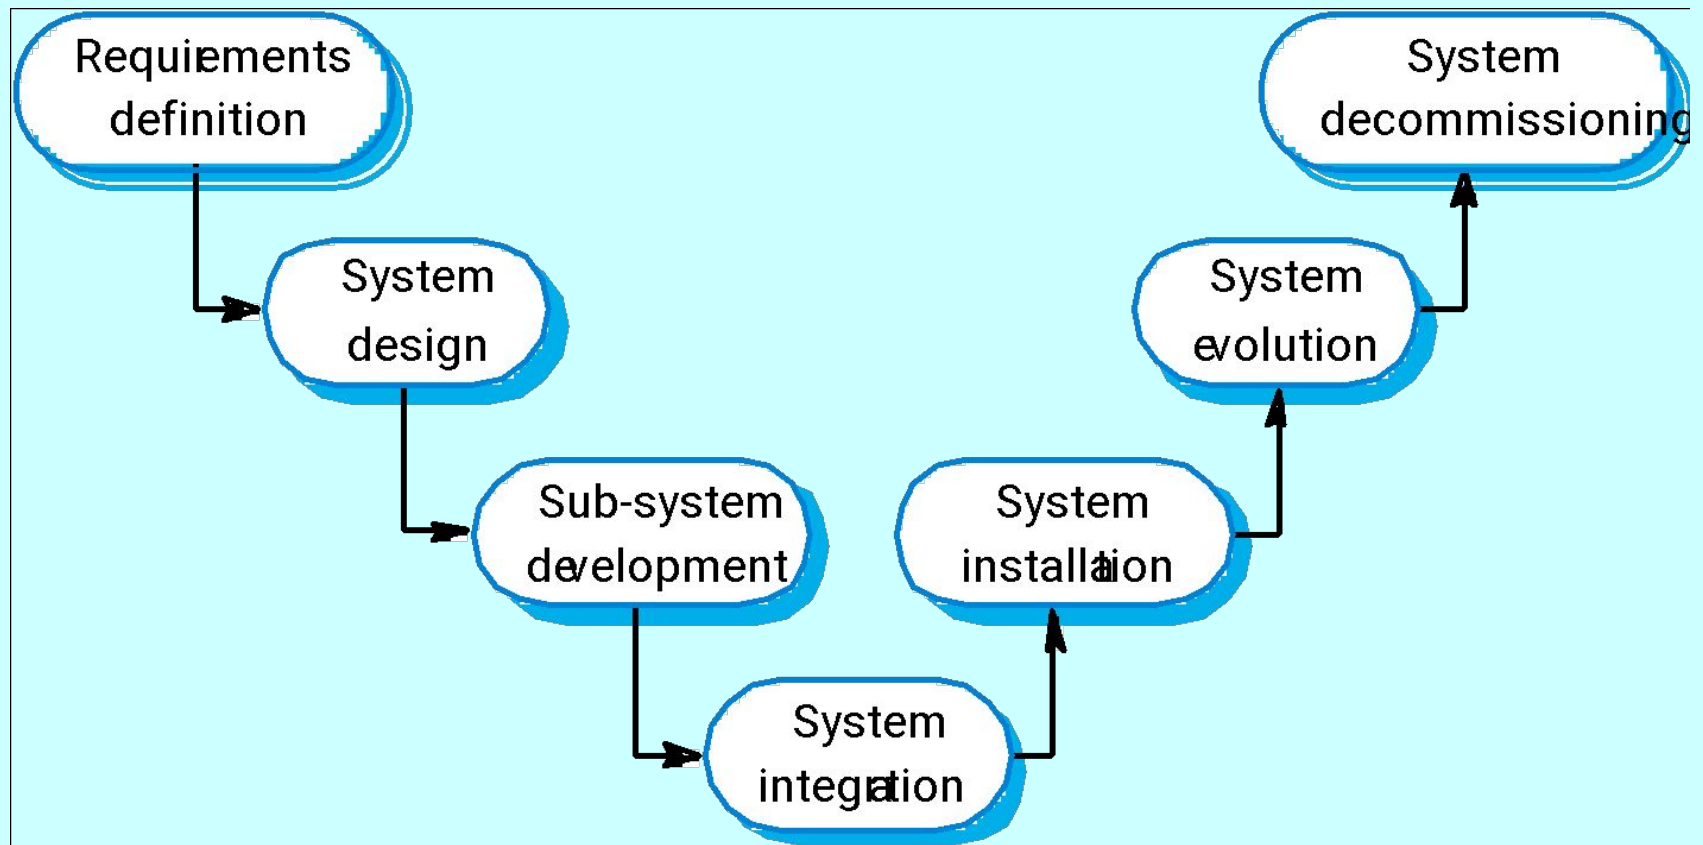 Requirements
definition
System
decommissioning
System
design
System
evolution
Sub-system
development
System
installation
System
integration